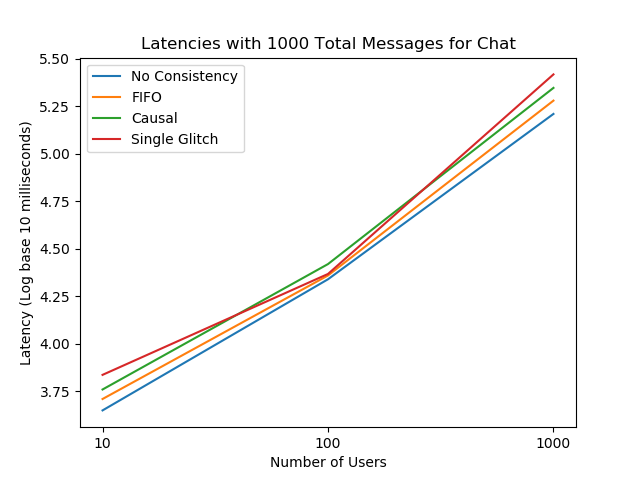 Latencies with 1000 Total Messages for Chat
5.50
5.25
5.00
4.75
4.50
4.25
4.00
3.75
Latency (Log base 10 milliseconds)
No Consistency
FIFO
Causal
Single Glitch
10
100
1000
Number of Users